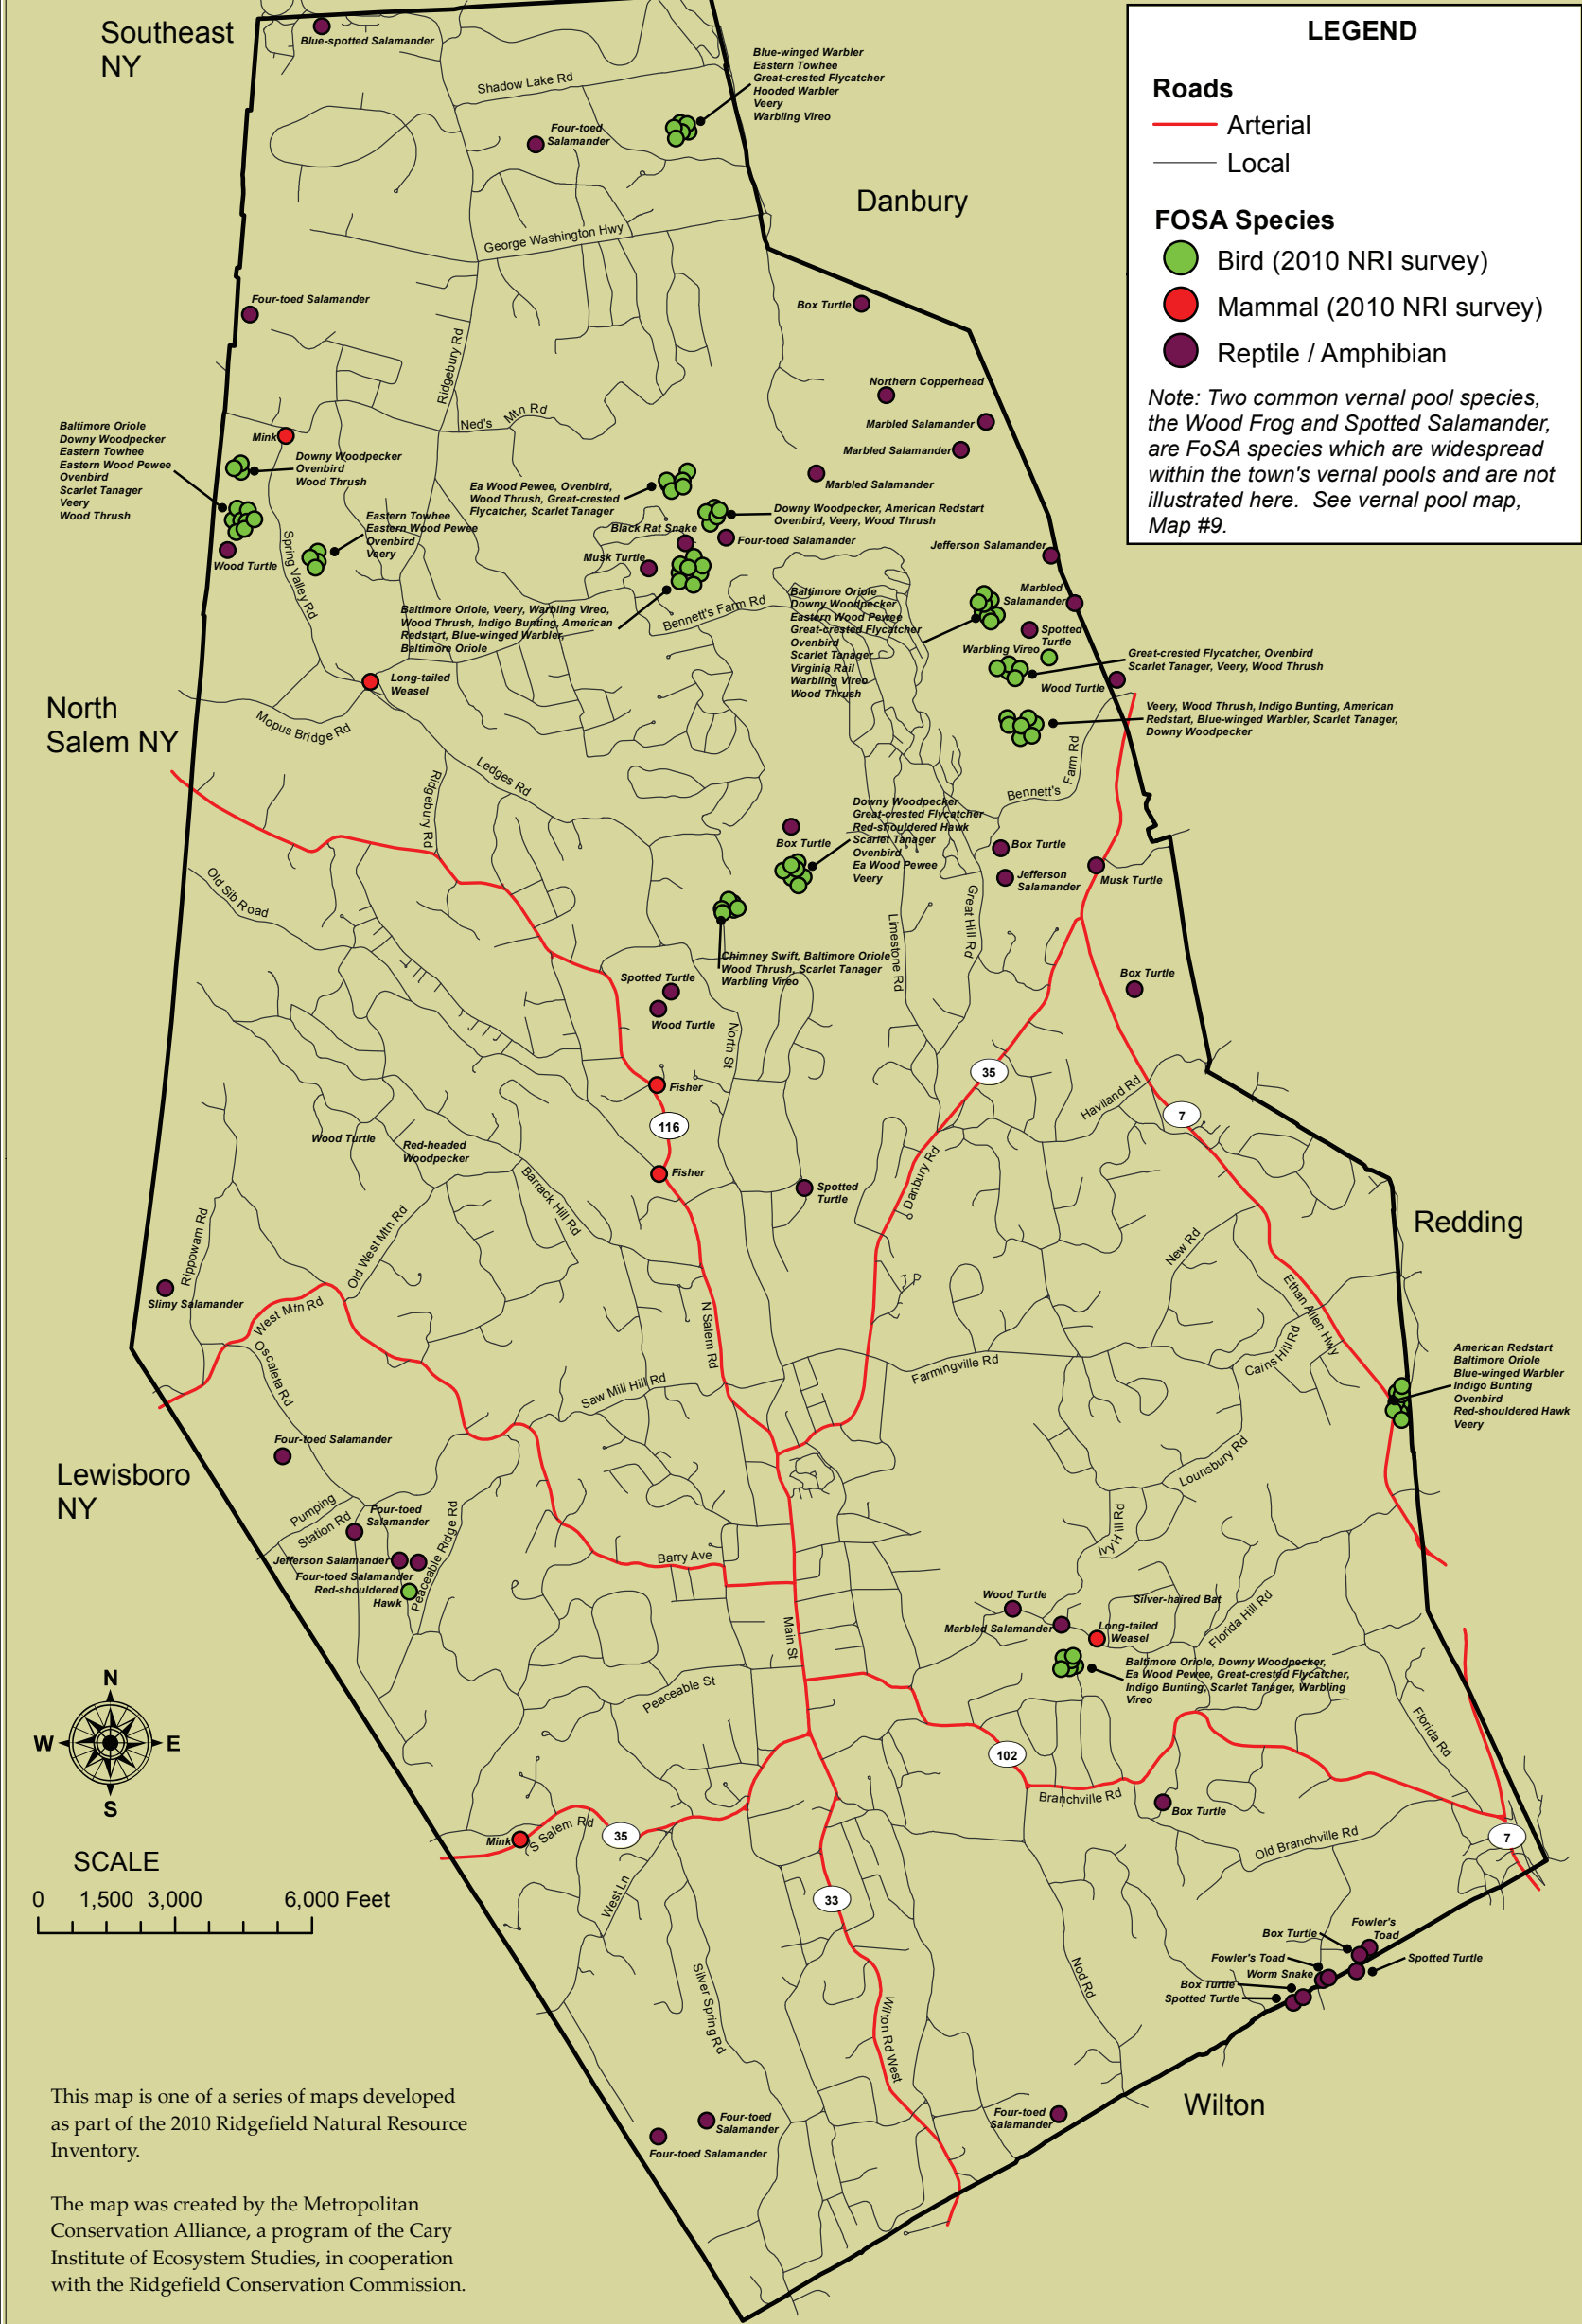 Southeast
NY
Blue-spotted Salamander
Shadow Lake Rd
Blue-winged Warbler
Eastern Towhee
Great-crested Flycatcher
Hooded Warbler
Veery
Warbling Vireo
Four-toed
Salamander
Danbury
George Washington Hwy
LEGEND
Roads
Arterial
Local
FOSA Species
Bird (2010 NRI survey)
Mammal (2010 NRI survey)
Reptile / Amphibian
Note: Two common vernal pool species,
the Wood Frog and Spotted Salamander,
are FoSA species which are widespread
within the town's vernal pools and are not
illustrated here. See vernal pool map,
Map #9.
Four-toed Salamander
Box Turtle
Ridgebury Rd
Northern Copperhead
Ned's
Mtn Rd
Marbled Salamander
Marbled Salamander
Marbled Salamander
Mink
Baltimore Oriole
Downy Woodpecker
Eastern Towhee
Eastern Wood Pewee
Ovenbird
Scarlet Tanager
Veery
Wood Thrush
Downy Woodpecker
Ovenbird
Wood Thrush
Ea Wood Pewee, Ovenbird,
Wood Thrush, Great-crested
Flycatcher, Scarlet Tanager
Downy Woodpecker, American Redstart
Ovenbird, Veery, Wood Thrush
Eastern Towhee
Eastern Wood Pewee
Ovenbird
Veery
Black Rat Snake
Four-toed Salamander
Musk Turtle
Jefferson Salamander
Wood Turtle
Spring Valley Rd
Baltimore Oriole, Veery, Warbling Vireo,
Wood Thrush, Indigo Bunting, American
Redstart, Blue-winged Warbler,
Baltimore Oriole
Bennett's Farm Rd
Baltimore Oriole
Downy Woodpecker
Eastern Wood Pewee
Great-crested Flycatcher
Ovenbird
Scarlet Tanager
Virginia Rail
Warbling Vireo
Wood Thrush
Marbled
Salamander
Spotted
Turtle
Warbling Vireo
Great-crested Flycatcher, Ovenbird
Scarlet Tanager, Veery, Wood Thrush
Wood Turtle
Long-tailed
Weasel
North
Salem NY
Mopus Bridge Rd
Veery, Wood Thrush, Indigo Bunting, American
Redstart, Blue-winged Warbler, Scarlet Tanager,
Downy Woodpecker
Ledges Rd
Ridgebury Rd
Bennett's
Farm Rd
Downy Woodpecker
Great-crested Flycatcher
Red-shouldered Hawk
Scarlet Tanager
Ovenbird
Ea Wood Pewee
Veery
Box Turtle
Box Turtle
Jefferson
Salamander
Musk Turtle
Old Sib Road
Limestone Rd
Great Hill Rd
Chimney Swift, Baltimore Oriole
Wood Thrush, Scarlet Tanager
Warbling Vireo
Spotted Turtle
Wood Turtle
Box Turtle
North St
35
Fisher
Haviland Rd
7
116
Wood Turtle
Red-headed
Woodpecker
Fisher
Barrack Hill Rd
Spotted
Turtle
Danbury Rd
Redding
Rippowam Rd
Old West Mtn Rd
New Rd
Slimy Salamander
West Mtn Rd
Oscaleta Rd
N Salem Rd
Ethan Allen Hwy
Cains Hill Rd
Farmingville Rd
Saw Mill Hill Rd
American Redstart
Baltimore Oriole
Blue-winged Warbler
Indigo Bunting
Ovenbird
Red-shouldered Hawk
Veery
Four-toed Salamander
Lewisboro
NY
Lounsbury Rd
Pumping
Station Rd
Four-toed
Salamander
Jefferson Salamander
Four-toed Salamander
Red-shouldered
Hawk
Peaceable Ridge Rd
Barry Ave
Ivy Hill Rd
Main St
Wood Turtle
Marbled Salamander
Silver-haired Bat
Long-tailed
Weasel
Florida Hill Rd
Baltimore Oriole, Downy Woodpecker,
Ea Wood Pewee, Great-crested Flycatcher,
Indigo Bunting, Scarlet Tanager, Warbling
Vireo
Peaceable St
Florida Rd
N
W
E
S
102
Branchville Rd
Box Turtle
Mink
S Salem Rd
35
Old Branchville Rd
7
SCALE
0 1,500 3,000 6,000 Feet
West Ln
33
Box Turtle
Fowler's
Toad
Fowler's Toad
Spotted Turtle
Worm Snake
Box Turtle
Spotted Turtle
Silver Spring Rd
Nod Rd
Wilton Rd West
Wilton
Four-toed
Salamander
Four-toed
Salamander
Four-toed Salamander
This map is one of a series of maps developed
as part of the 2010 Ridgefield Natural Resource
Inventory.
The map was created by the Metropolitan
Conservation Alliance, a program of the Cary
Institute of Ecosystem Studies, in cooperation
with the Ridgefield Conservation Commission.